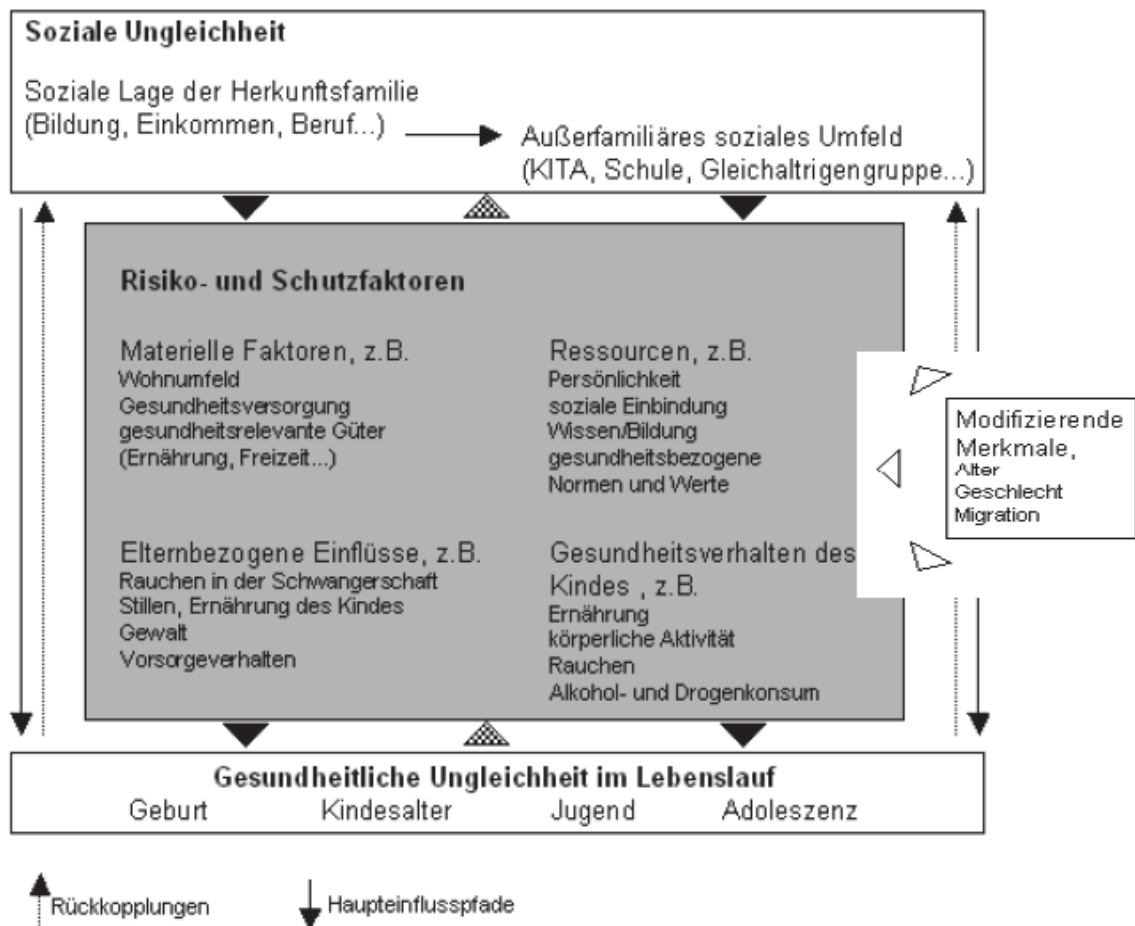 Soziale Ungleichheit
Soziale Lage der Herkunftsfamilie
(Bildung, Einkommen, Beruf...)
Außerfamiliäres soziales Umfeld
(KITA, Schule, Gleichaltrigengruppe...)
Risiko- und Schutzfaktoren
Materielle Faktoren, z.B.
Wohnumfeld
Gesundheitsversorgung
gesundheitsrelevante Güter
(Ernährung, Freizeit...)
Ressourcen, z.B.
Persönlichkeit
soziale Einbindung
Wissen/Bildung
gesundheitsbezogene
Normen und Werte
Modifizierende
Merkmale,
Alter
Geschlecht
Migration
Elternbezogene Einflüsse, z.B.
Rauchen in der Schwangerschaft
Stillen, Ernährung des Kindes
Gewalt
Vorsorgeverhalten
Gesundheitsverhalten des
Kindes , z.B.
Ernährung
körperliche Aktivität
Rauchen
Alkohol- und Drogenkonsum
Gesundheitliche Ungleichheit im Lebenslauf
Geburt Kindesalter Jugend Adoleszenz
Rückkopplungen Haupteinflusspfade